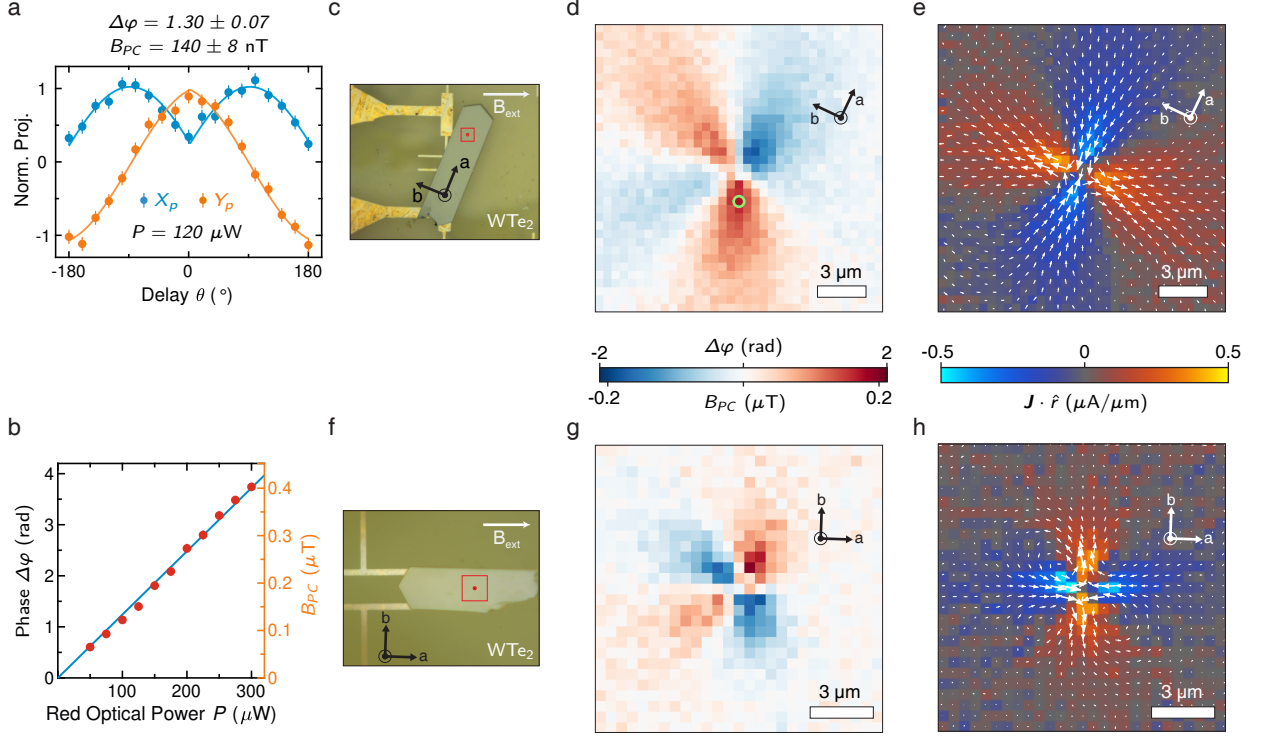 a
Δφ = 1.30 ± 0.07
B_PC = 140 ± 8 nT
Norm. Proj.
1
0
-1
X_p
Y_p
P = 120 μW
-180
0
180
Delay θ (°)
c
B_ext
a
b
WTe₂
d
a
b
3 μm
Δφ (rad)
-2
2
-0.2
0.2
B_PC (μT)
e
a
b
3 μm
-0.5
0
0.5
J · r̂ (μA/μm)
b
Phase Δφ (rad)
4
3
2
1
0
0.4
0.3
0.2
0.1
0
B_PC (μT)
100
200
300
Red Optical Power P (μW)
f
B_ext
b
a
WTe₂
g
b
a
3 μm
h
b
a
3 μm